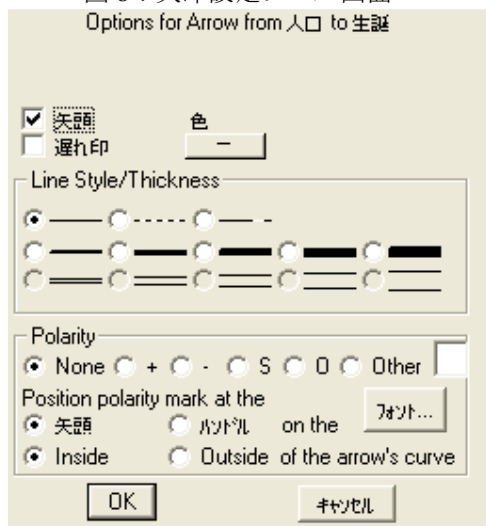 Options for Arrow from 人口 to 生誕
矢頭 色
遅れ印
Line Style/Thickness
Polarity
None + - S O Other
Position polarity mark at the
矢頭 ﾊﾝﾄﾞﾙ on the ﾌｫﾝﾄ...
Inside Outside of the arrow's curve
OK ｷｬﾝｾﾙ